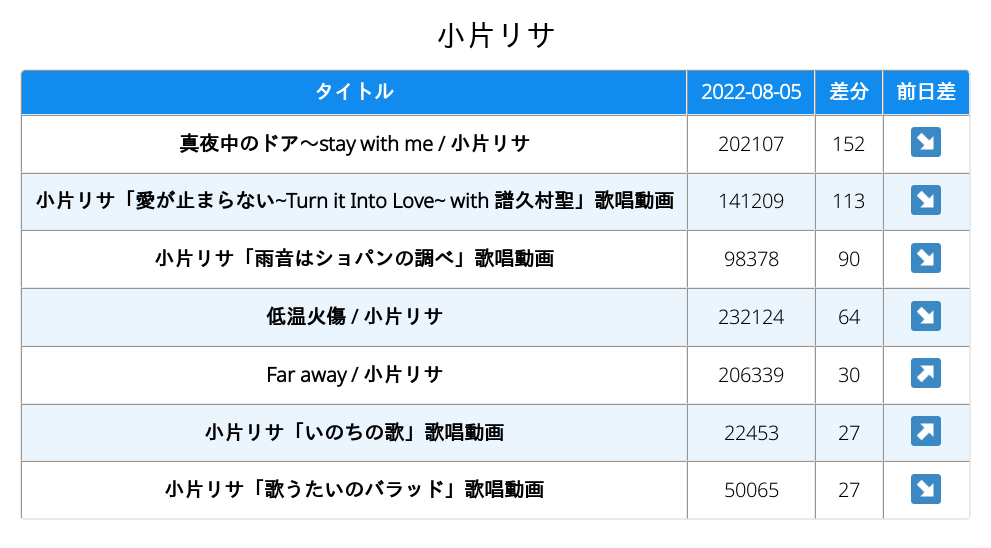 小片リサ
タイトル 2022-08-05 差分 前日差
真夜中のドア〜stay with me / 小片リサ 202107 152 ↘
小片リサ「愛が止まらない~Turn it Into Love~ with 譜久村聖」歌唱動画 141209 113 ↘
小片リサ「雨音はショパンの調べ」歌唱動画 98378 90 ↘
低温火傷 / 小片リサ 232124 64 ↘
Far away / 小片リサ 206339 30 ↗
小片リサ「いのちの歌」歌唱動画 22453 27 ↗
小片リサ「歌うたいのバラッド」歌唱動画 50065 27 ↘